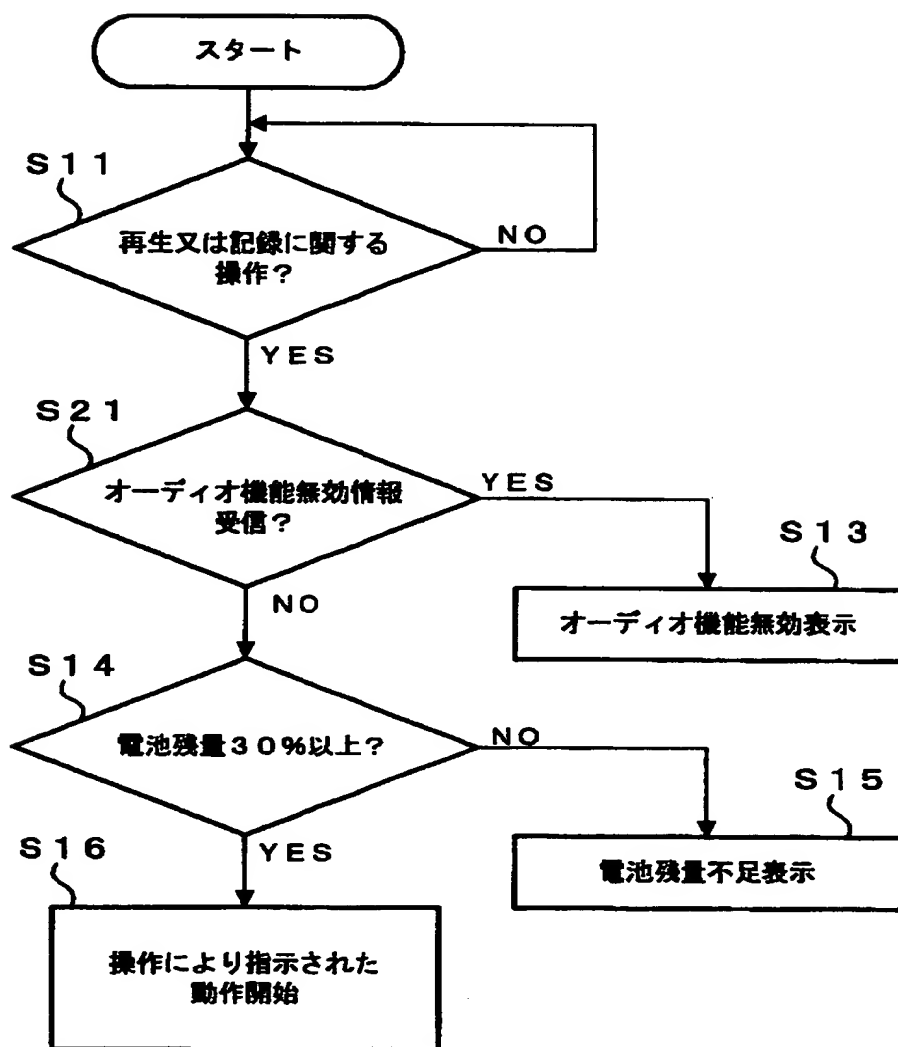 スタート
S11
再生又は記録に関する
操作?
NO
YES
S21
オーディオ機能無効情報
受信?
YES
NO
S13
オーディオ機能無効表示
S14
電池残量30%以上?
NO
YES
S15
電池残量不足表示
S16
操作により指示された
動作開始